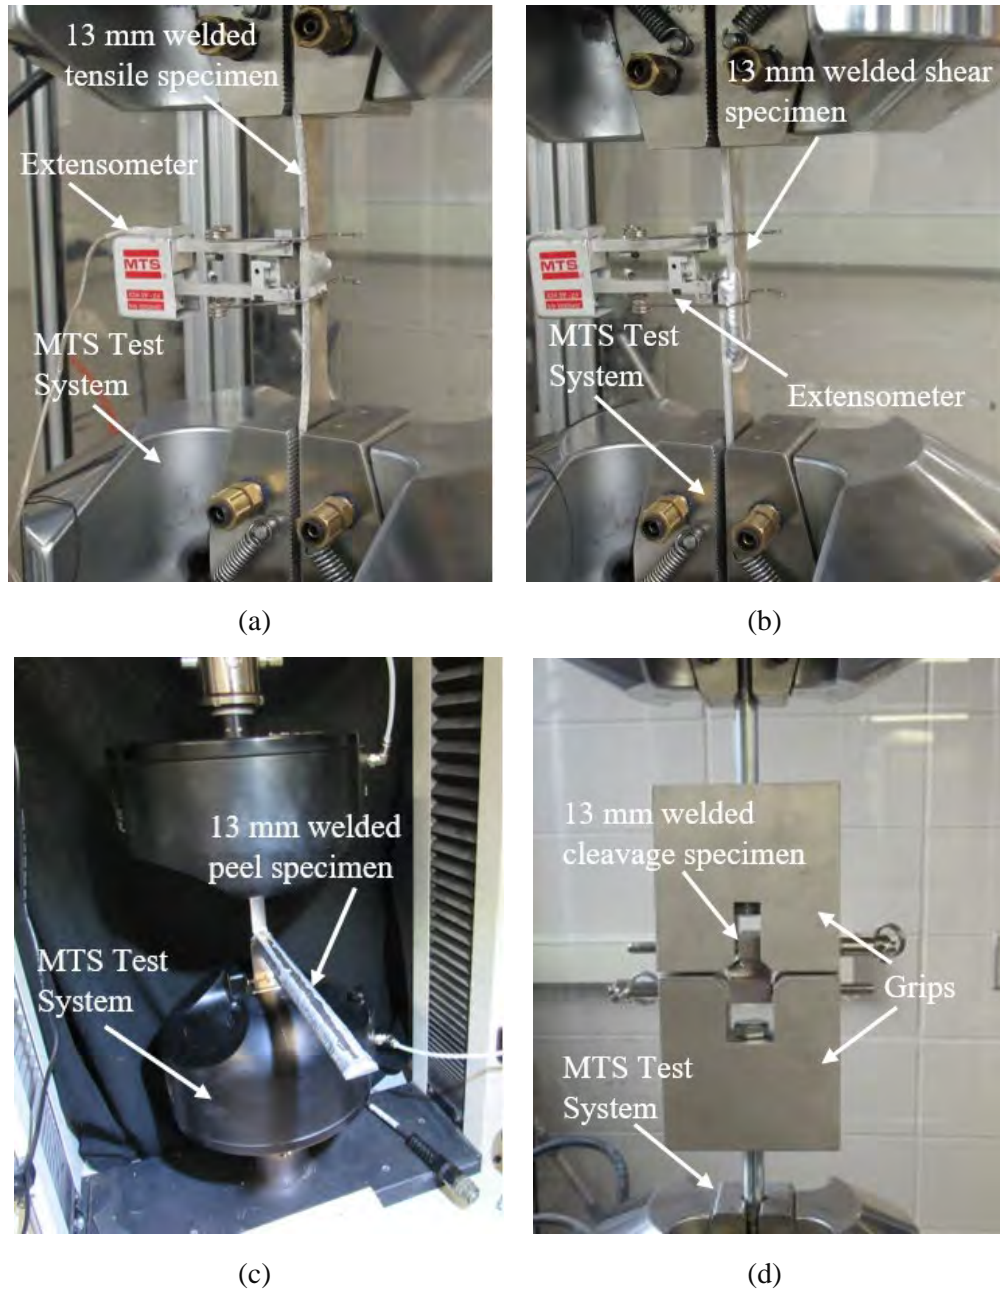 13 mm welded
tensile specimen
Extensometer
MTS
MTS Test
System
(a)
13 mm welded shear
specimen
MTS
MTS Test
System
Extensometer
(b)
13 mm welded
peel specimen
MTS Test
System
(c)
13 mm welded
cleavage specimen
Grips
MTS Test
System
(d)